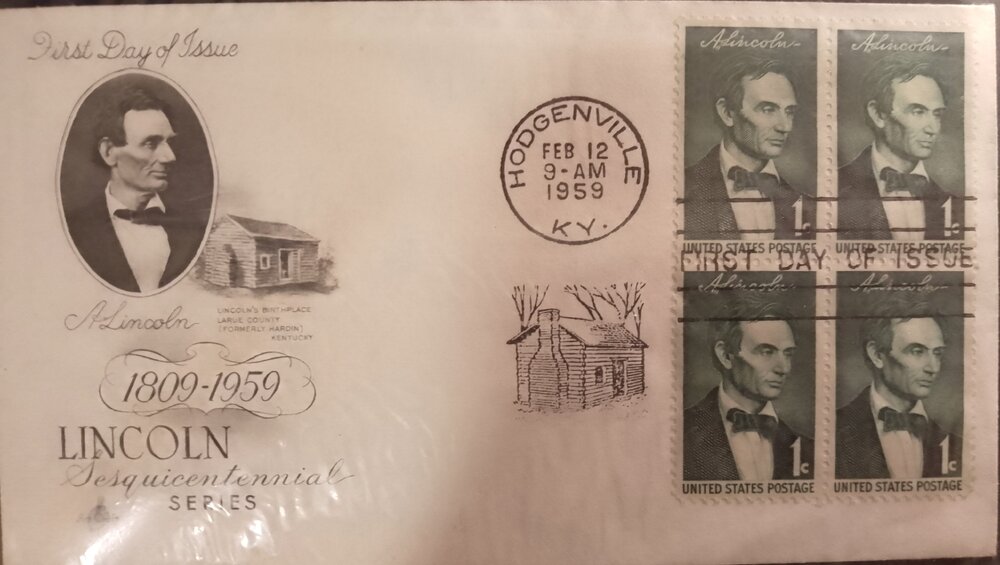 First Day of Issue
A. Lincoln
LINCOLN'S BIRTHPLACE
LARUE COUNTY
(FORMERLY HARDIN)
KENTUCKY
1809-1959
LINCOLN
Sesquicentennial
SERIES
HODGENVILLE
FEB 12
9-AM
1959
KY.
A. Lincoln
1c
UNITED STATES POSTAGE
A. Lincoln
1c
UNITED STATES POSTAGE
FIRST DAY OF ISSUE
A. Lincoln
1c
UNITED STATES POSTAGE
A. Lincoln
1c
UNITED STATES POSTAGE